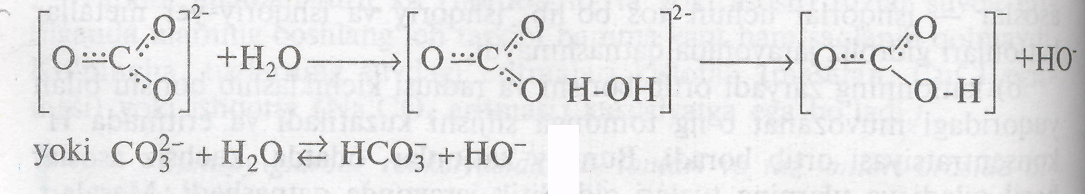 [O⋯C(⋯O)(⋯O)]²⁻ +H₂O ⟶ [O⋯C(⋯O)(⋯O) H-OH]²⁻ ⟶ [O⋯C(⋯O)(O-H)]⁻ +HO⁻
yoki CO₃²⁻ + H₂O ⇄ HCO₃⁻ + HO⁻